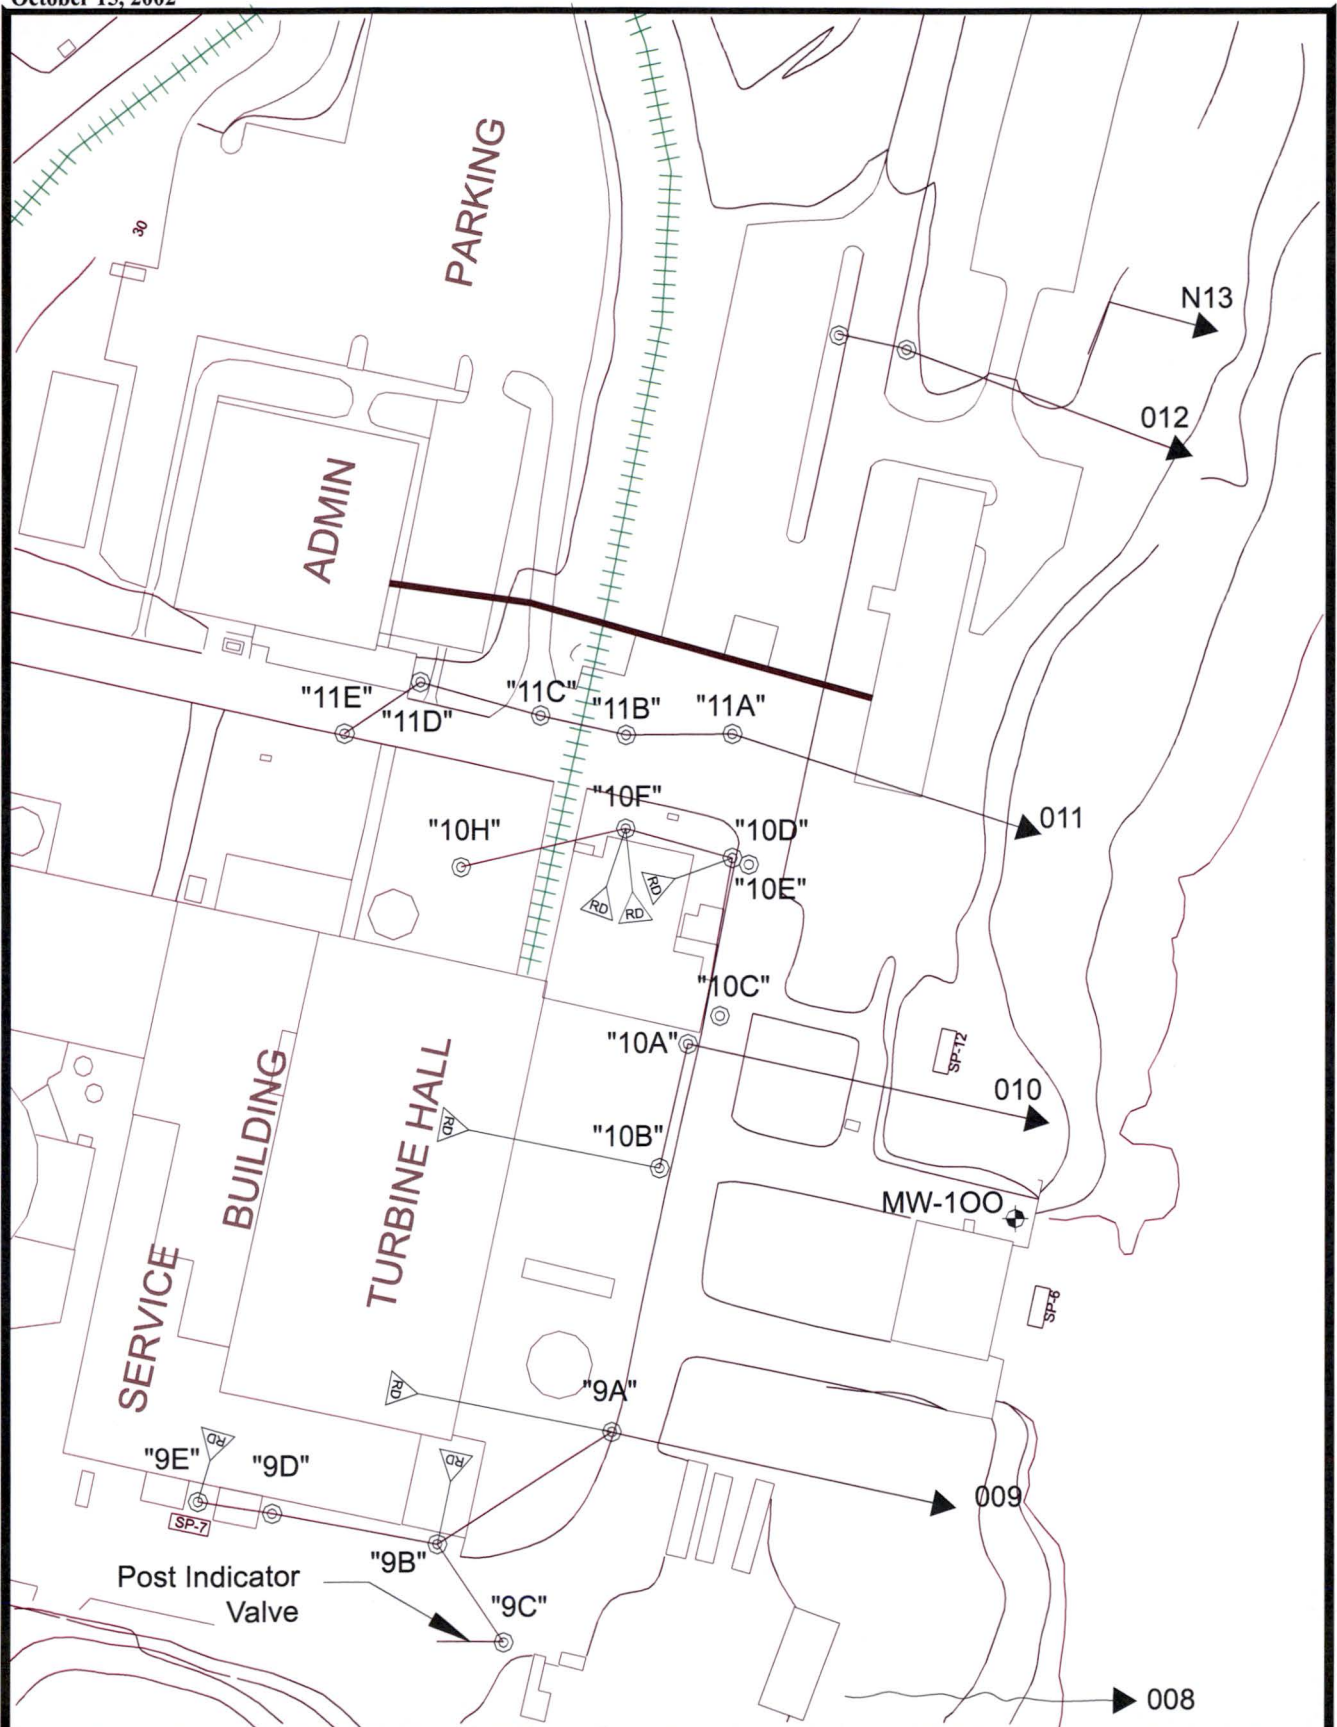 October 15, 2002
PARKING
30
N13
012
ADMIN
"11E"
"11D"
"11C"
"11B"
"11A"
011
"10F"
"10H"
"10D"
"10E"
RD
RD
RD
"10C"
"10A"
SP-12
010
BUILDING
TURBINE HALL
RD
"10B"
MW-1OO
SERVICE
SP-6
RD
"9A"
RD
RD
"9E"
"9D"
009
SP-7
"9B"
Post Indicator
Valve
"9C"
008